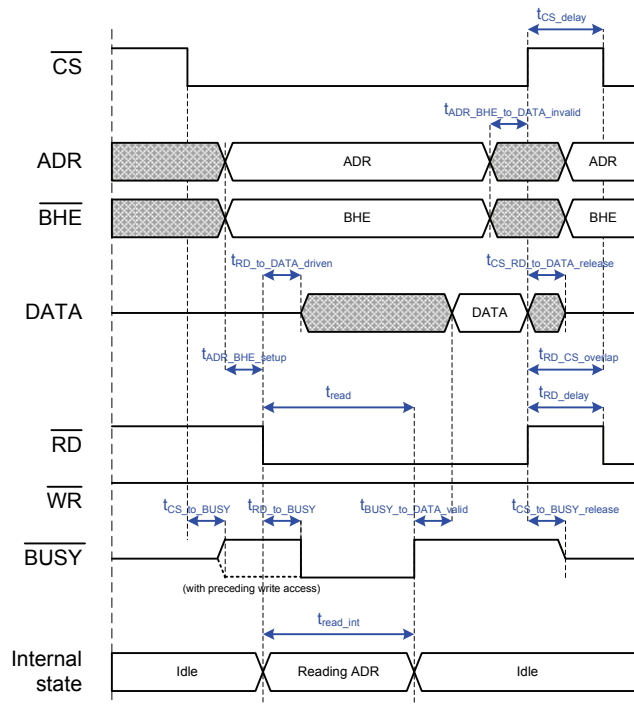 tCS_delay
CS
tADR_BHE_to_DATA_invalid
ADR ADR ADR
BHE BHE BHE
tRD_to_DATA_driven tCS_RD_to_DATA_release
DATA DATA
tADR_BHE_setup tRD_CS_overlap
tread tRD_delay
RD
WR
tCS_to_BUSY tRD_to_BUSY tBUSY_to_DATA_valid tCS_to_BUSY_release
BUSY
(with preceding write access)
tread_int
Internal state Idle Reading ADR Idle